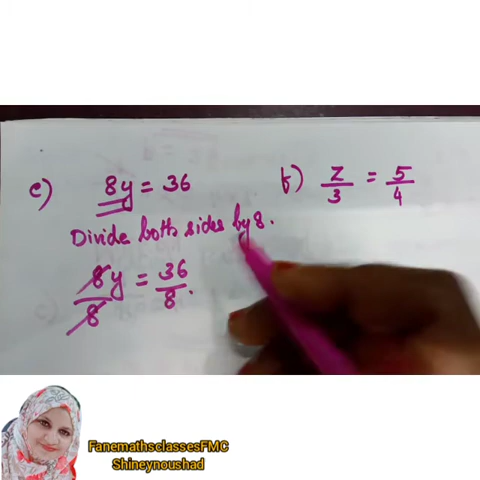 e) 8y = 36
Divide both sides by 8.
8y/8 = 36/8.
f) z/3 = 5/4
FanemathsclassesFMC
Shineynoushad